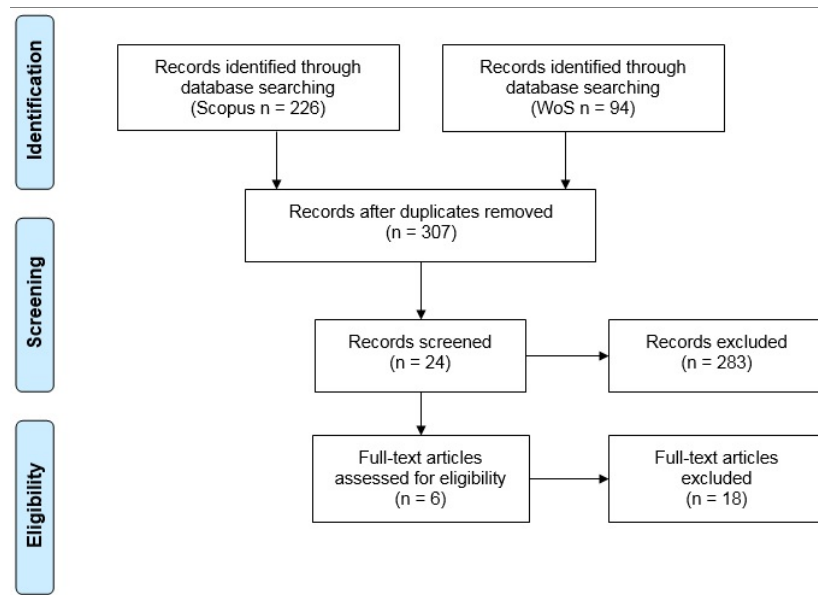 Identification
Records identified through
database searching
(Scopus n = 226)
Records identified through
database searching
(WoS n = 94)
Records after duplicates removed
(n = 307)
Screening
Records screened
(n = 24)
Records excluded
(n = 283)
Eligibility
Full-text articles
assessed for eligibility
(n = 6)
Full-text articles
excluded
(n = 18)